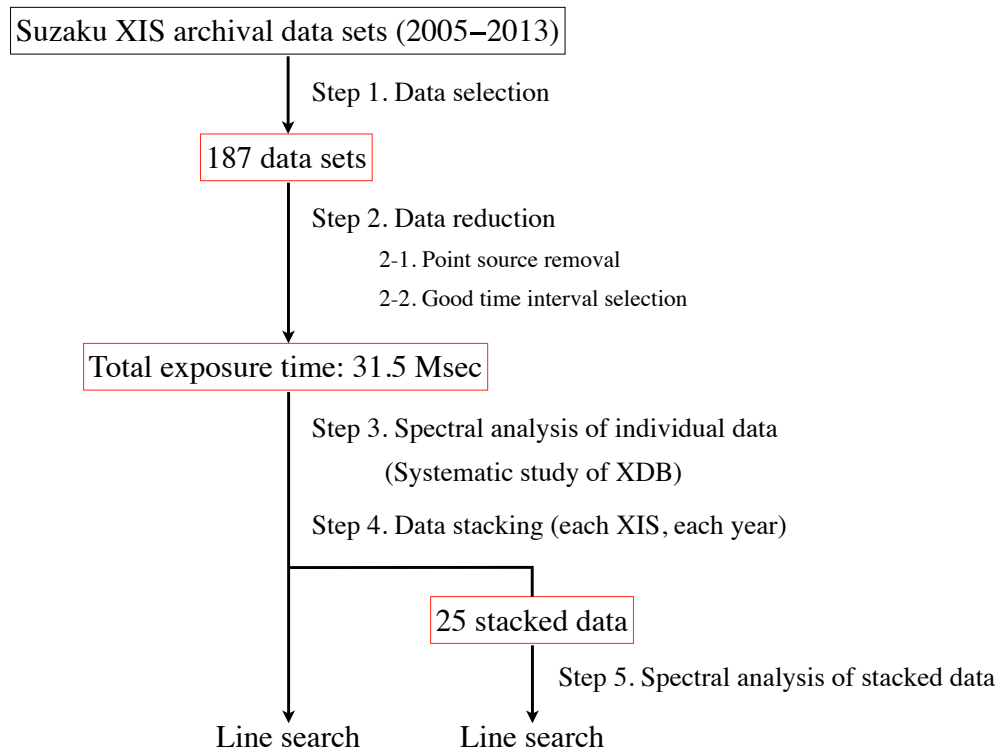 Suzaku XIS archival data sets (2005–2013)
Step 1. Data selection
187 data sets
Step 2. Data reduction
2-1. Point source removal
2-2. Good time interval selection
Total exposure time: 31.5 Msec
Step 3. Spectral analysis of individual data
(Systematic study of XDB)
Step 4. Data stacking (each XIS, each year)
25 stacked data
Step 5. Spectral analysis of stacked data
Line search
Line search